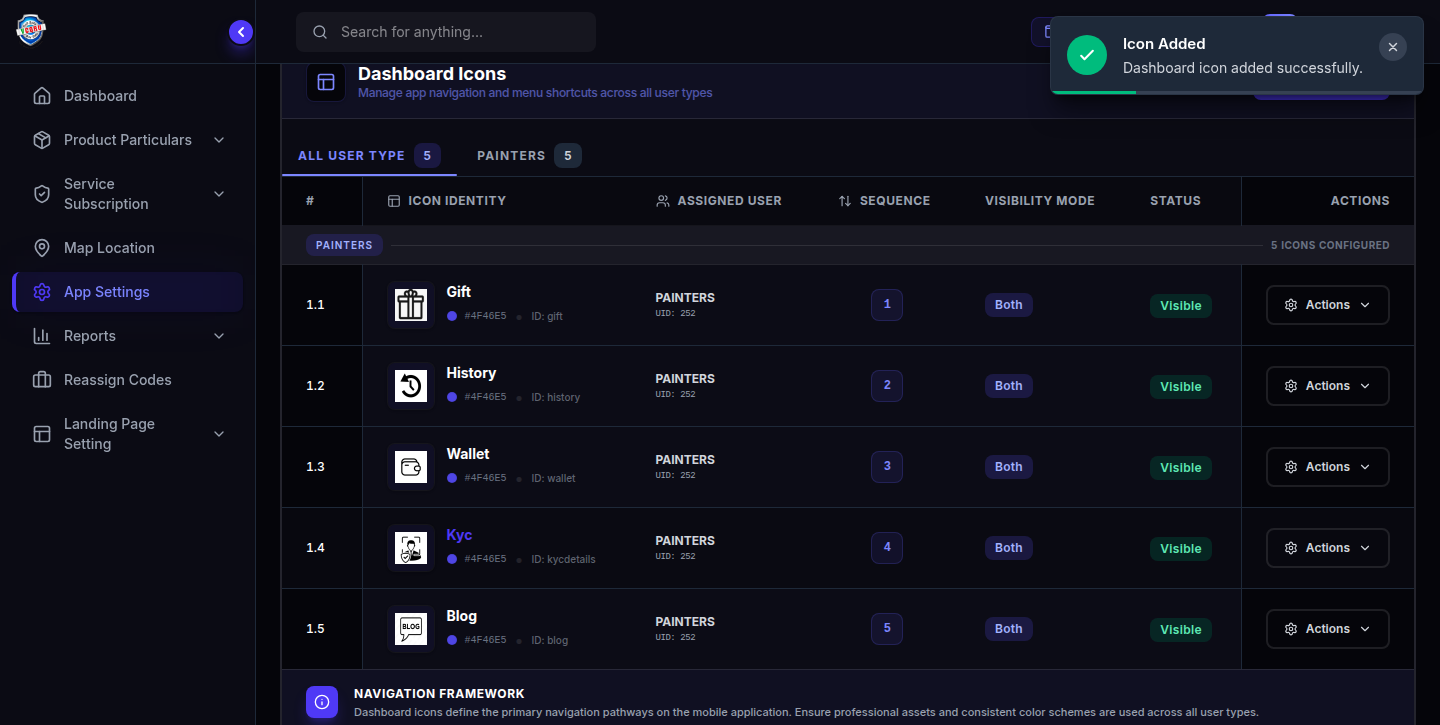 Search for anything...
Icon Added
Dashboard icon added successfully.
Dashboard
Product Particulars
Service
Subscription
Map Location
App Settings
Reports
Reassign Codes
Landing Page
Setting
Dashboard Icons
Manage app navigation and menu shortcuts across all user types
ALL USER TYPE 5 PAINTERS 5
# ICON IDENTITY ASSIGNED USER SEQUENCE VISIBILITY MODE STATUS ACTIONS
PAINTERS 5 ICONS CONFIGURED
1.1 Gift PAINTERS 1 Both Visible Actions
#4F46E5 ID: gift UID: 252
1.2 History PAINTERS 2 Both Visible Actions
#4F46E5 ID: history UID: 252
1.3 Wallet PAINTERS 3 Both Visible Actions
#4F46E5 ID: wallet UID: 252
1.4 Kyc PAINTERS 4 Both Visible Actions
#4F46E5 ID: kycdetails UID: 252
1.5 BLOG Blog PAINTERS 5 Both Visible Actions
#4F46E5 ID: blog UID: 252
NAVIGATION FRAMEWORK
Dashboard icons define the primary navigation pathways on the mobile application. Ensure professional assets and consistent color schemes are used across all user types.